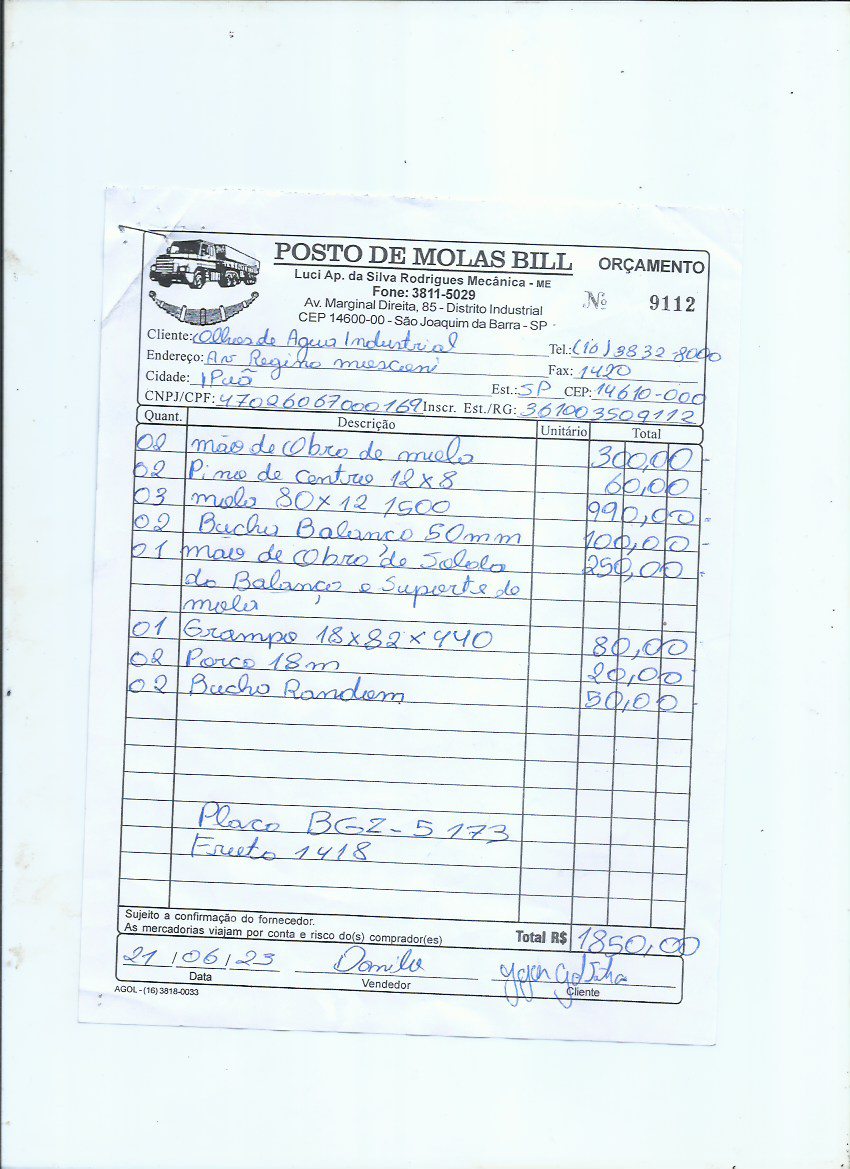 POSTO DE MOLAS BILL
ORÇAMENTO
Luci Ap. da Silva Rodrigues Mecânica - ME
Fone: 3811-5029
Nº 9112
Av. Marginal Direita, 85 - Distrito Industrial
CEP 14600-00 - São Joaquim da Barra - SP
Cliente: Olhos de Agua Industrial Tel.: (16) 3832-8000
Endereço: Av Regino moscani Fax: 1420
Cidade: Ipuã Est.: SP CEP: 14610-000
CNPJ/CPF: 47026067000169 Inscr. Est./RG: 361003509112
Quant. Descrição Unitário Total
02 mão de Obra de mola 300,00
02 Pino de centro 12x8 60,00
03 mola 80x12 1500 990,00
02 Bucha Balanço 50mm 100,00
01 mão de Obra de Solda 250,00
do Balanço e Suporte do
mola
01 Grampo 18x82x440 80,00
02 Porco 18m 20,00
02 Bucha Random 50,00
Placa BGZ-5173
Frota 1418
Sujeito a confirmação do fornecedor.
As mercadorias viajam por conta e risco do(s) comprador(es)
Total R$ 1850,00
21 / 06 / 23 Danilo
Data Vendedor Cliente
AGOL - (16) 3818-0033